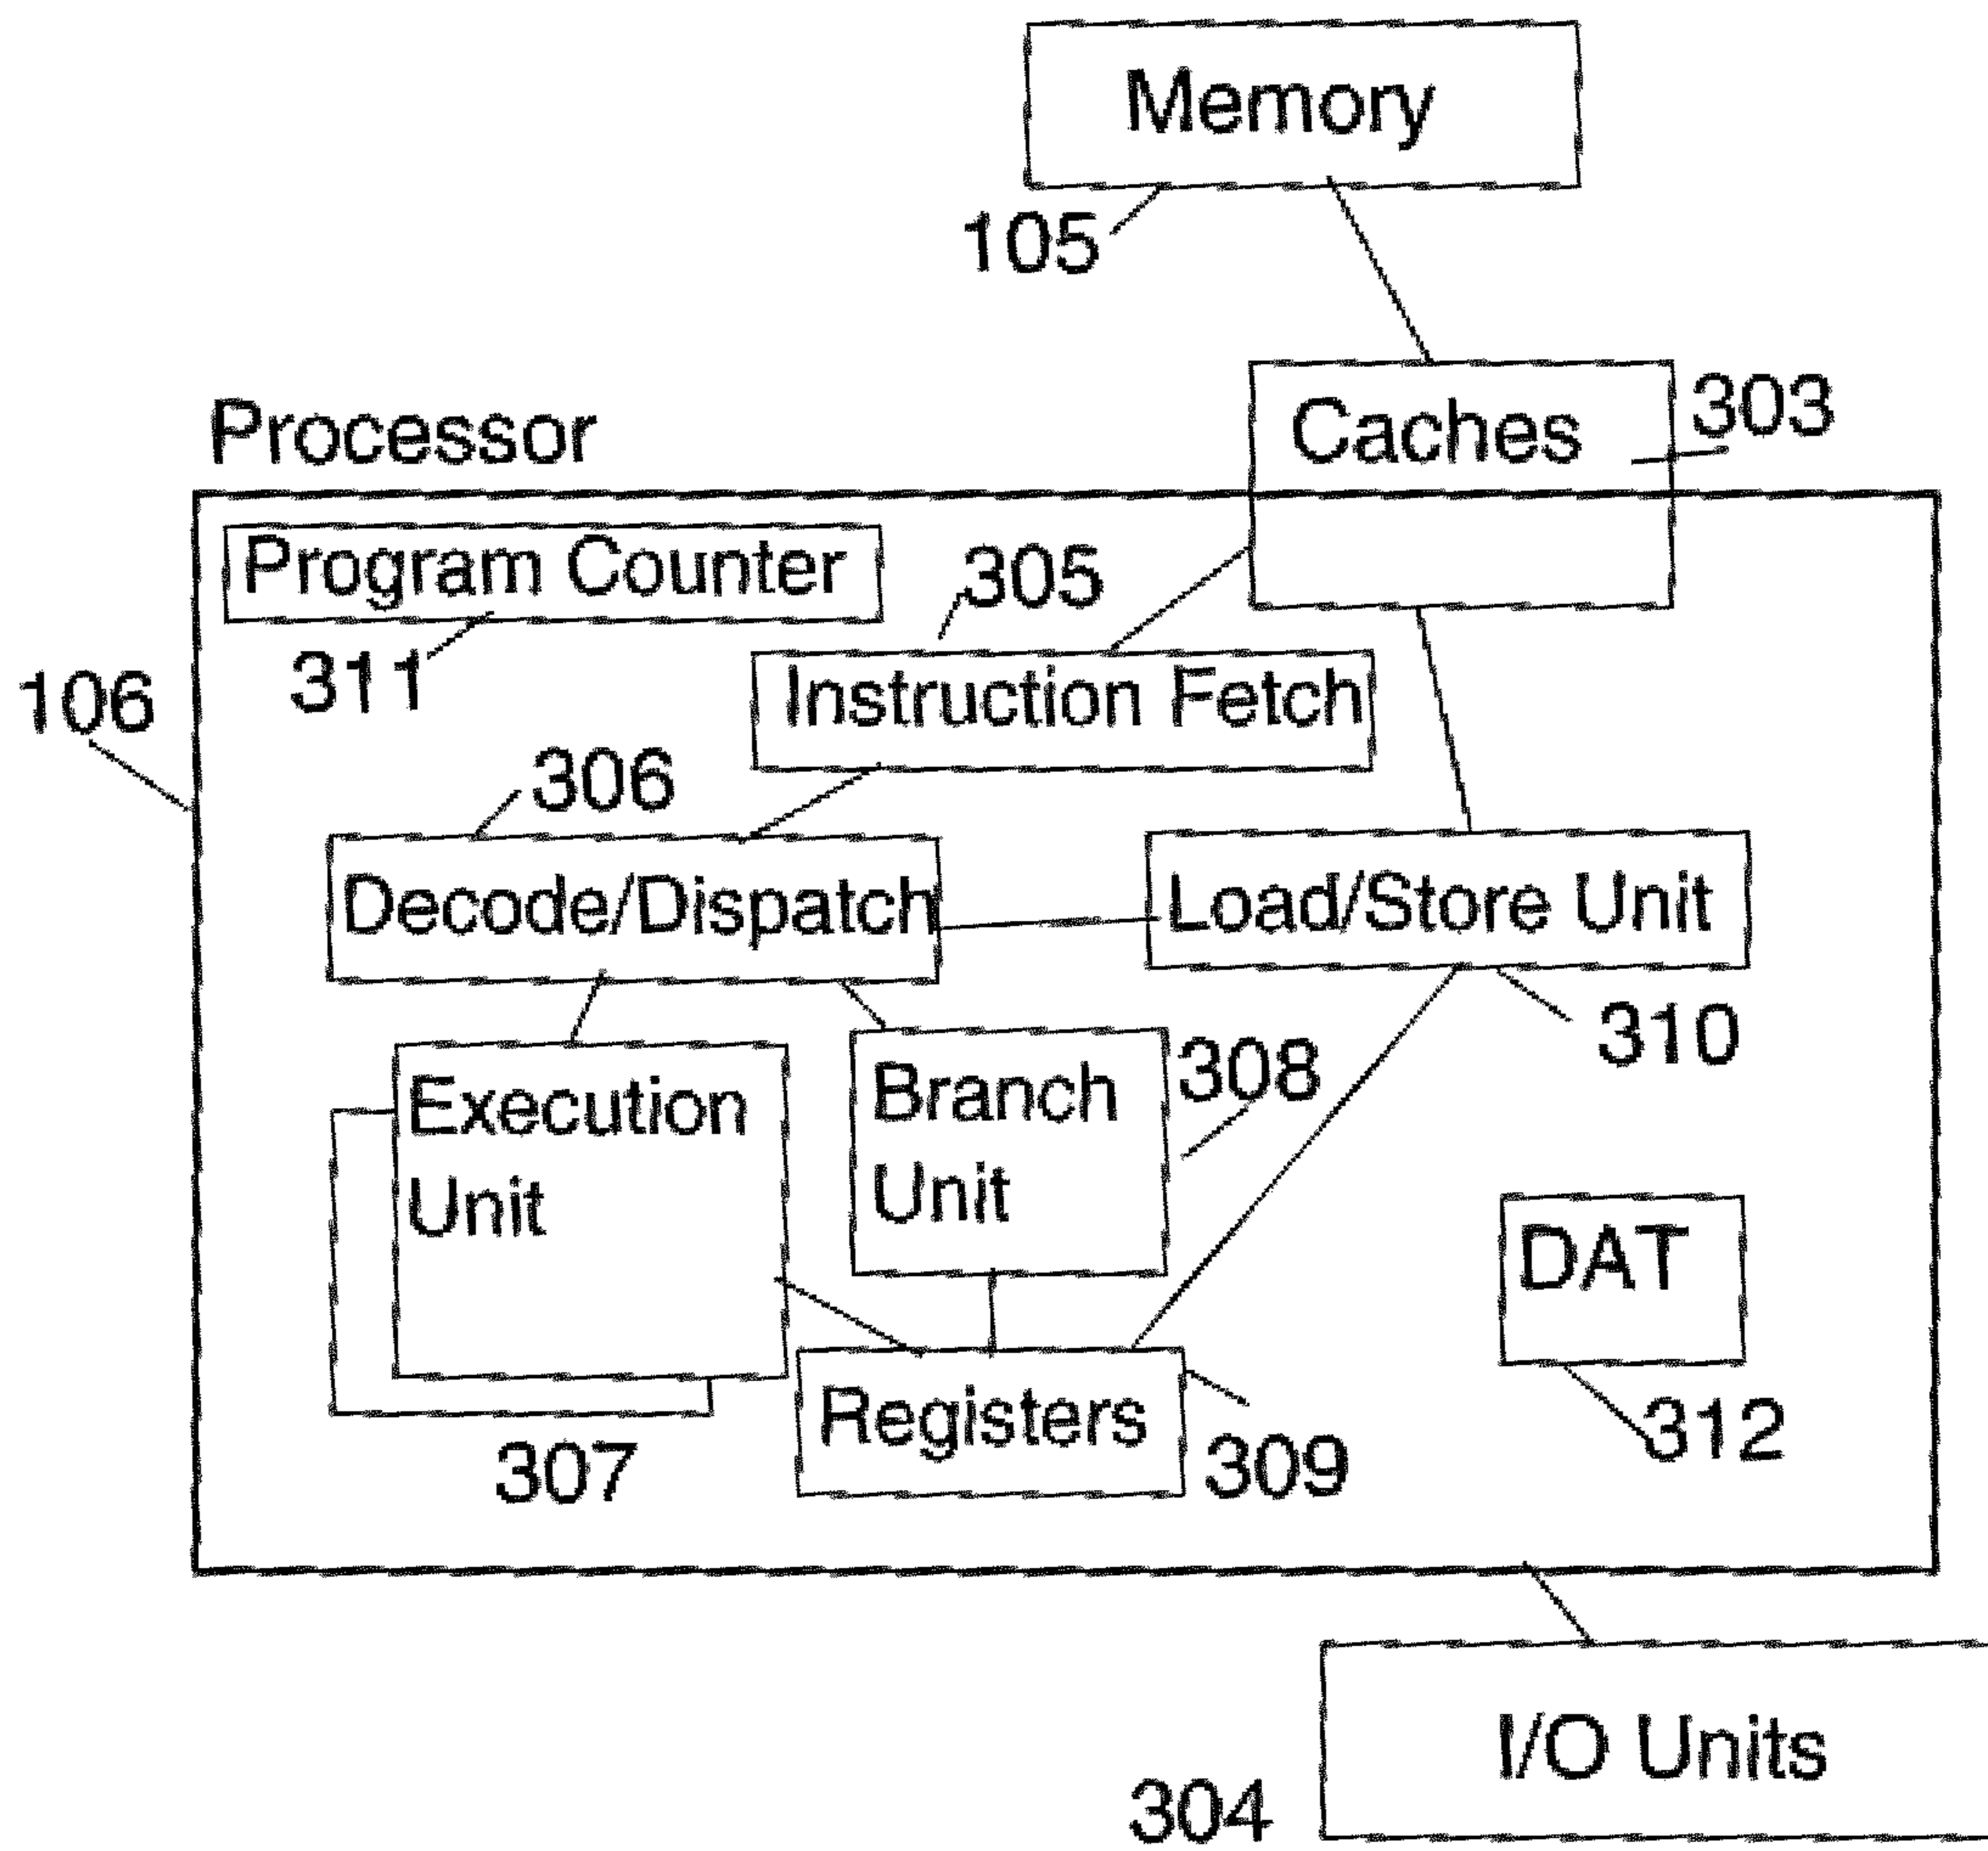 Memory
105
Caches
303
Processor
Program Counter
305
311
Instruction Fetch
106
306
Decode/Dispatch
Load/Store Unit
310
Execution
Unit
Branch
Unit
308
DAT
312
Registers
309
307
I/O Units
304